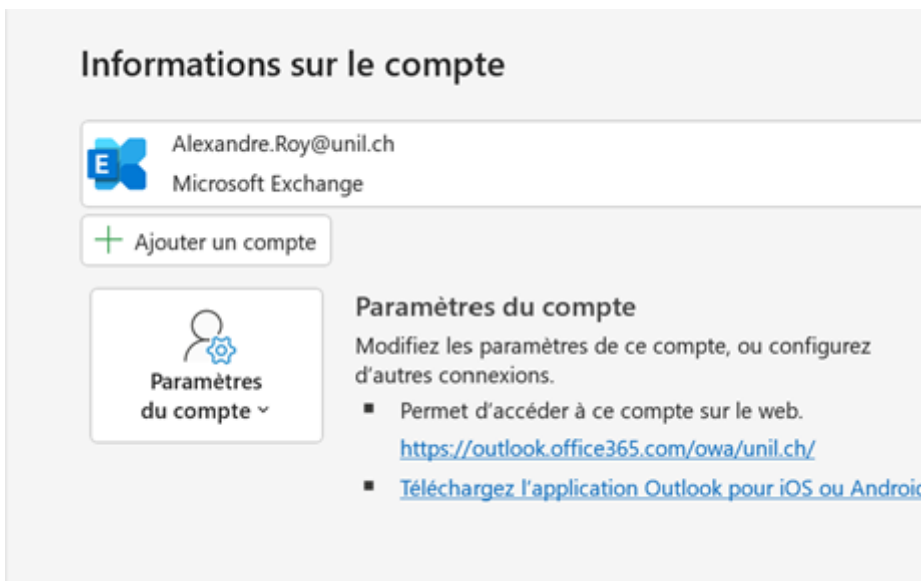 Informations sur le compte
E
Alexandre.Roy@unil.ch
Microsoft Exchange
Ajouter un compte
Paramètres
du compte
Paramètres du compte
Modifiez les paramètres de ce compte, ou configurez
d'autres connexions.
Permet d'accéder à ce compte sur le web.
https://outlook.office365.com/owa/unil.ch/
Téléchargez l'application Outlook pour iOS ou Android